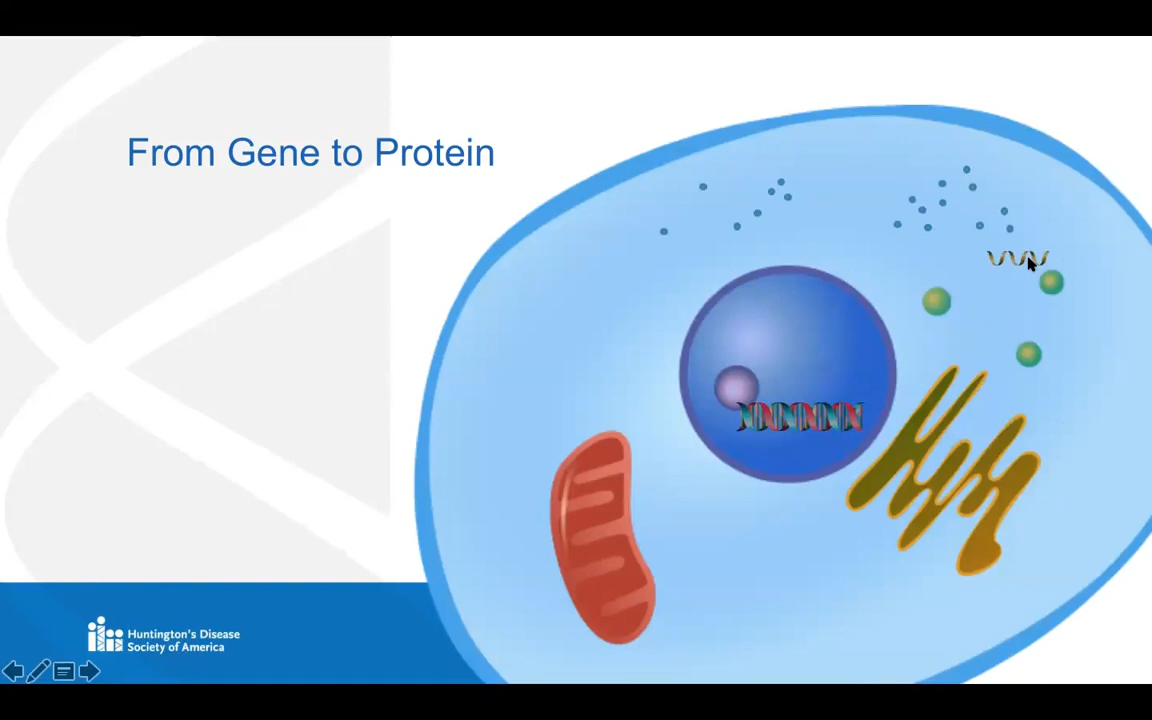 From Gene to Protein
Huntington's Disease
Society of America